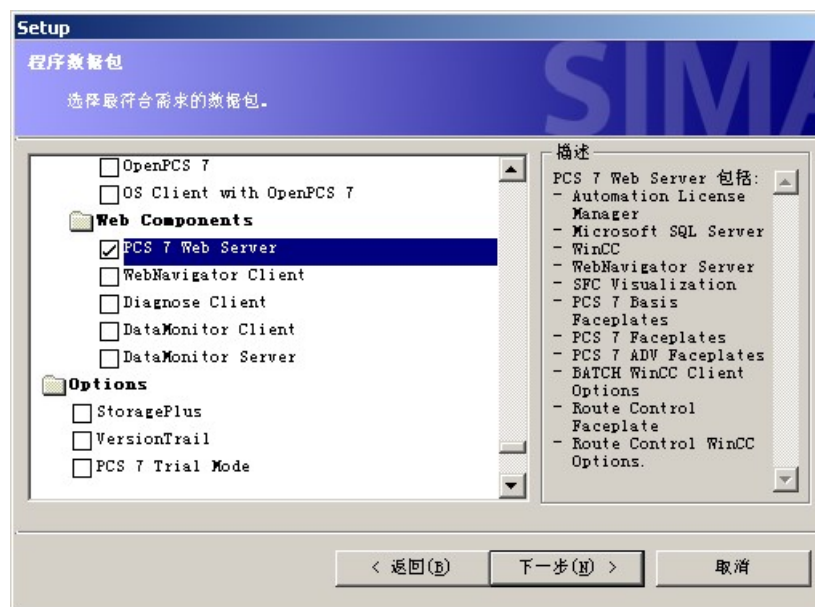 Setup
程序数据包
选择最符合需求的数据包。
SIMA
OpenPCS 7
OS Client with OpenPCS 7
Web Components
PCS 7 Web Server
WebNavigator Client
Diagnose Client
DataMonitor Client
DataMonitor Server
Options
StoragePlus
VersionTrail
PCS 7 Trial Mode
描述
PCS 7 Web Server 包括:
- Automation License
Manager
- Microsoft SQL Server
- WinCC
- WebNavigator Server
- SFC Visualization
- PCS 7 Basis
Faceplates
- PCS 7 Faceplates
- PCS 7 ADV Faceplates
- BATCH WinCC Client
Options
- Route Control
Faceplate
- Route Control WinCC
Options.
< 返回(B)
下一步(N) >
取消